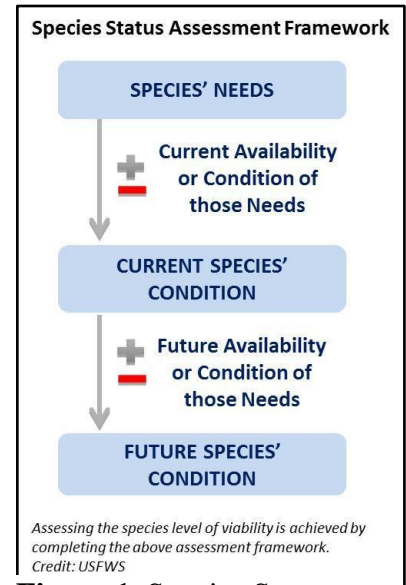 Species Status Assessment Framework
SPECIES' NEEDS
Current Availability
or Condition of
those Needs
CURRENT SPECIES'
CONDITION
Future Availability
or Condition of
those Needs
FUTURE SPECIES'
CONDITION
Assessing the species level of viability is achieved by
completing the above assessment framework.
Credit: USFWS